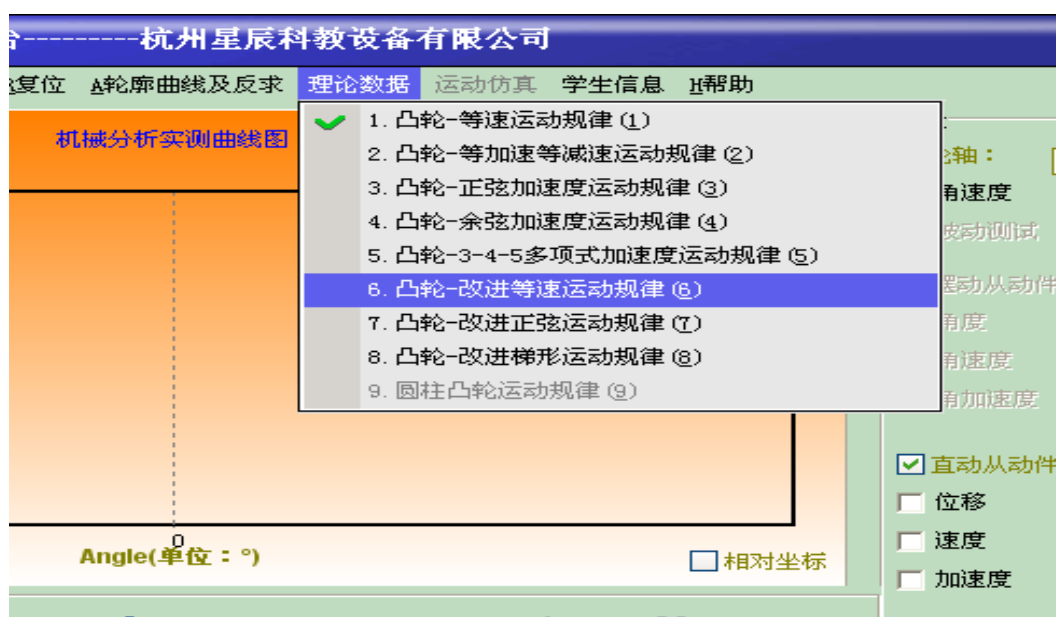 ---------杭州星辰科教设备有限公司
复位 A轮廓曲线及反求 理论数据 运动仿真 学生信息 H帮助
机械分析实测曲线图
1. 凸轮-等速运动规律(1)
2. 凸轮-等加速等减速运动规律(2)
3. 凸轮-正弦加速度运动规律(3)
4. 凸轮-余弦加速度运动规律(4)
5. 凸轮-3-4-5多项式加速度运动规律(5)
6. 凸轮-改进等速运动规律(6)
7. 凸轮-改进正弦运动规律(7)
8. 凸轮-改进梯形运动规律(8)
9. 圆柱凸轮运动规律(9)
轴：
角速度
波动测试
摆动从动件
角度
角速度
角加速度
直动从动件
位移
速度
加速度
0
Angle(单位：°)
相对坐标